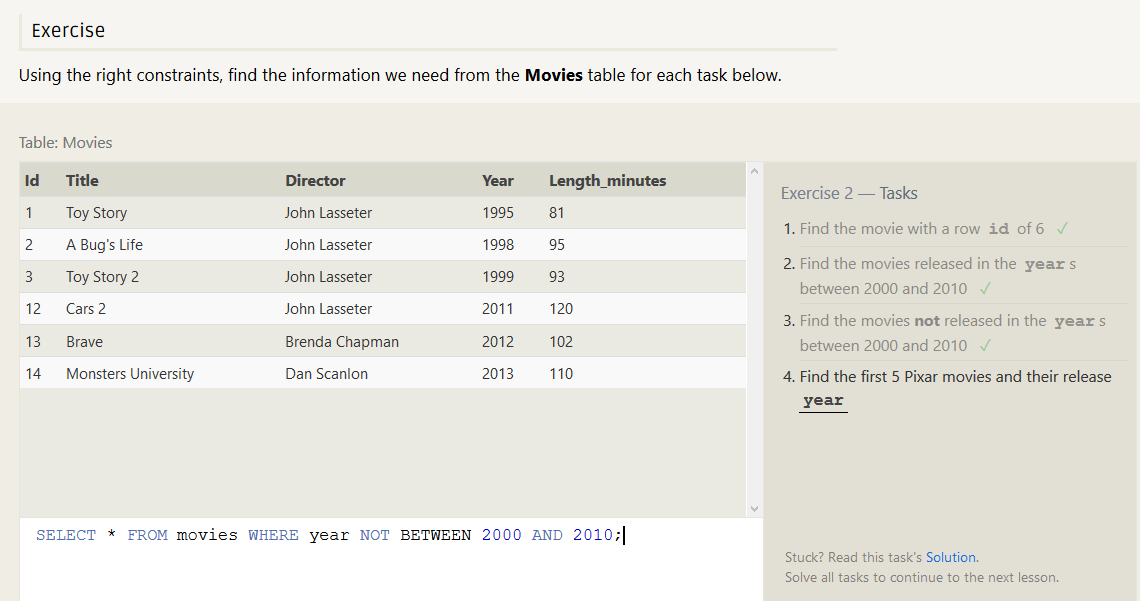 Exercise
Using the right constraints, find the information we need from the Movies table for each task below.
Table: Movies
Id Title Director Year Length_minutes
1 Toy Story John Lasseter 1995 81
2 A Bug's Life John Lasseter 1998 95
3 Toy Story 2 John Lasseter 1999 93
12 Cars 2 John Lasseter 2011 120
13 Brave Brenda Chapman 2012 102
14 Monsters University Dan Scanlon 2013 110
SELECT * FROM movies WHERE year NOT BETWEEN 2000 AND 2010;
Exercise 2 — Tasks
1. Find the movie with a row id of 6 ✓
2. Find the movies released in the year s
between 2000 and 2010 ✓
3. Find the movies not released in the year s
between 2000 and 2010 ✓
4. Find the first 5 Pixar movies and their release
year
Stuck? Read this task's Solution.
Solve all tasks to continue to the next lesson.